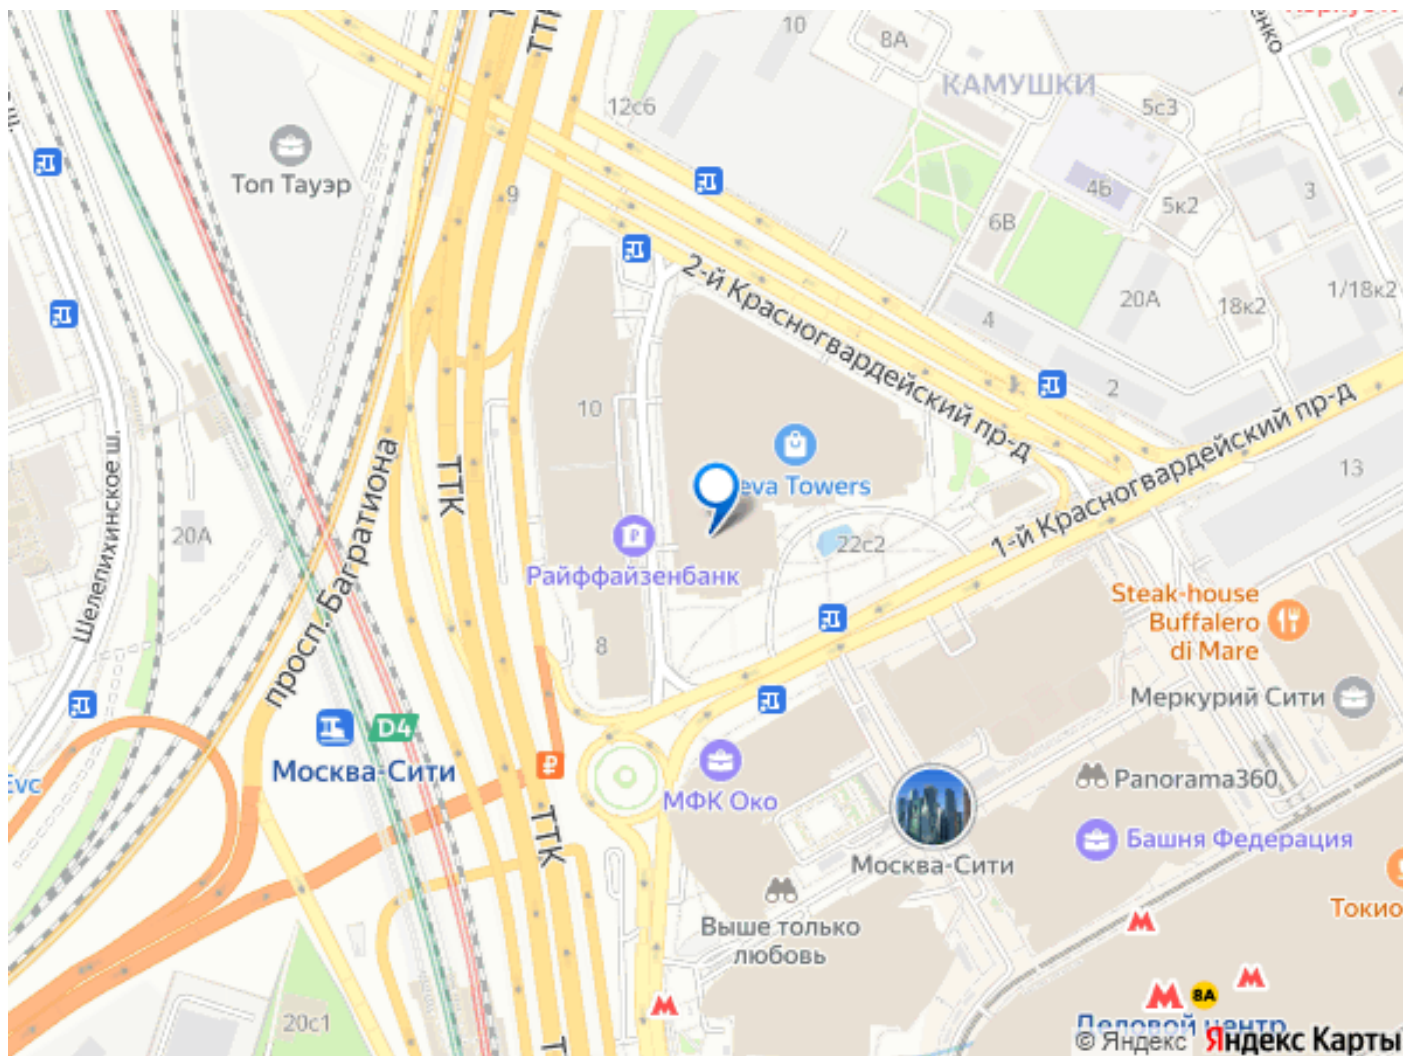 ТТК
10
8А
КАМУШКИ
12с6
5с3
Топ Тауэр
9
4Б
6В
5к2
3
2-й Красногвардейский пр-д
20А
18к2
1/18к2
4
2
10
просп. Багратиона
ТТК
eva Towers
1-й Красногвардейский пр-д
13
Шелепихинское ш.
20А
22с2
Райффайзенбанк
Steak-house
Buffalero
di Mare
8
Меркурий Сити
D4
Москва-Сити
₽
МФК Око
Panorama360
ТТК
Башня Федерация
Москва-Сити
Токио
Выше только
любовь
20с1
8А
Деловой центр
© Яндекс Яндекс Карты